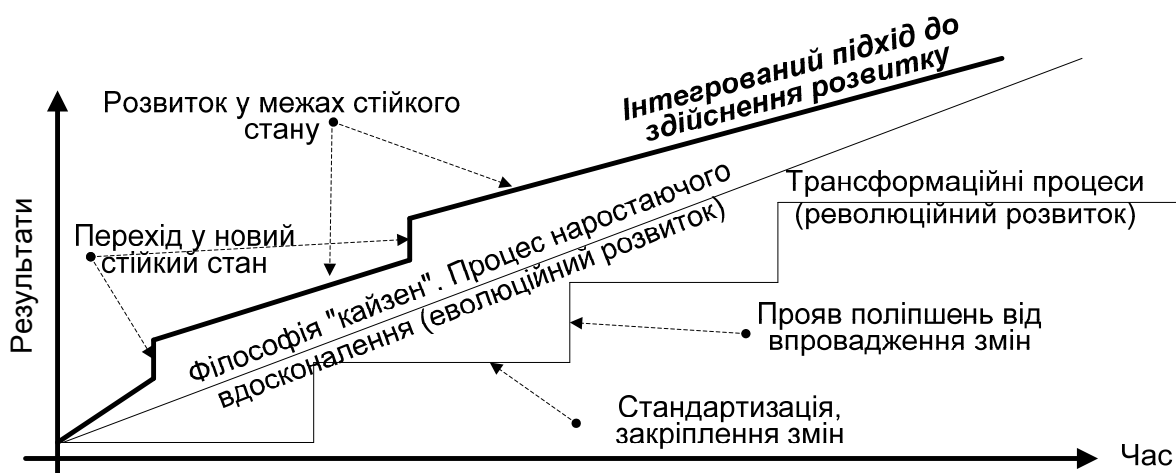 Інтегрований підхід до
здійснення розвитку
Розвиток у межах стійкого
стану
Трансформаційні процеси
(революційний розвиток)
Результати
Перехід у новий
стійкий стан
Філософія "кайзен". Процес наростаючого
вдосконалення (еволюційний розвиток)
Прояв поліпшень від
впровадження змін
Стандартизація,
закріплення змін
Час